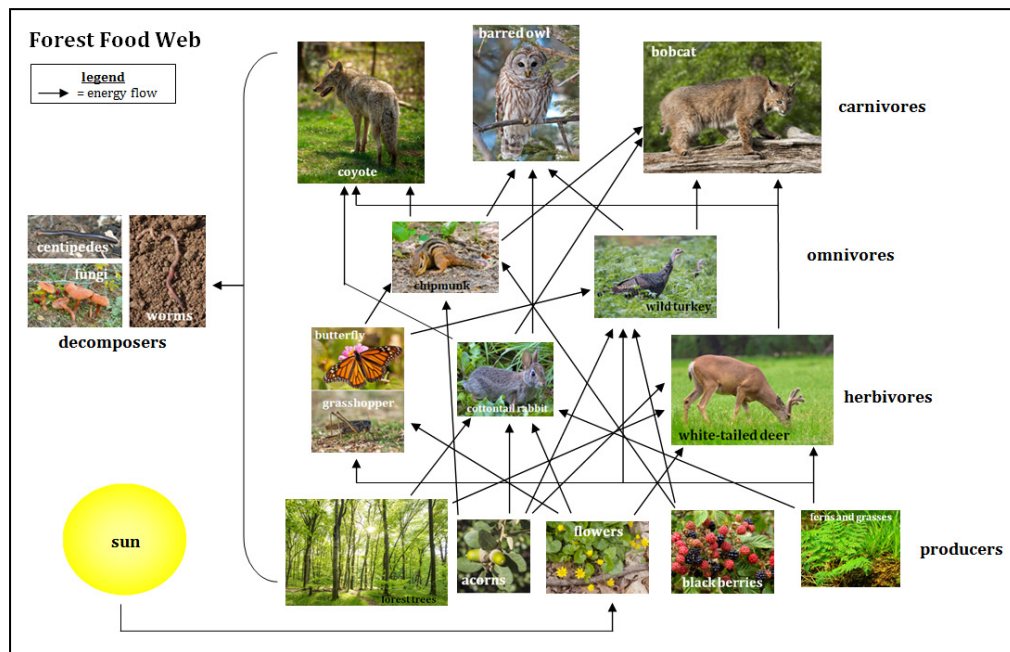 Forest Food Web
legend
= energy flow
barred owl
bobcat
carnivores
coyote
centipedes
fungi
worms
decomposers
chipmunk
wild turkey
omnivores
butterfly
grasshopper
cottontail rabbit
white-tailed deer
herbivores
sun
forest trees
acorns
flowers
blackberries
ferns and grasses
producers